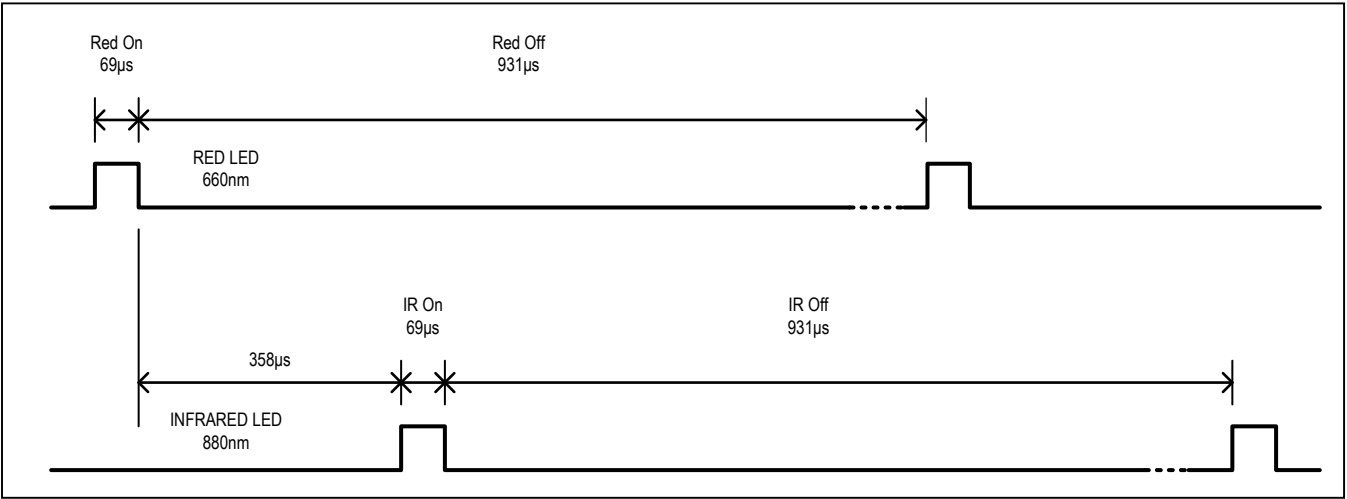 Red On
69µs
Red Off
931µs
RED LED
660nm
IR On
69µs
IR Off
931µs
358µs
INFRARED LED
880nm